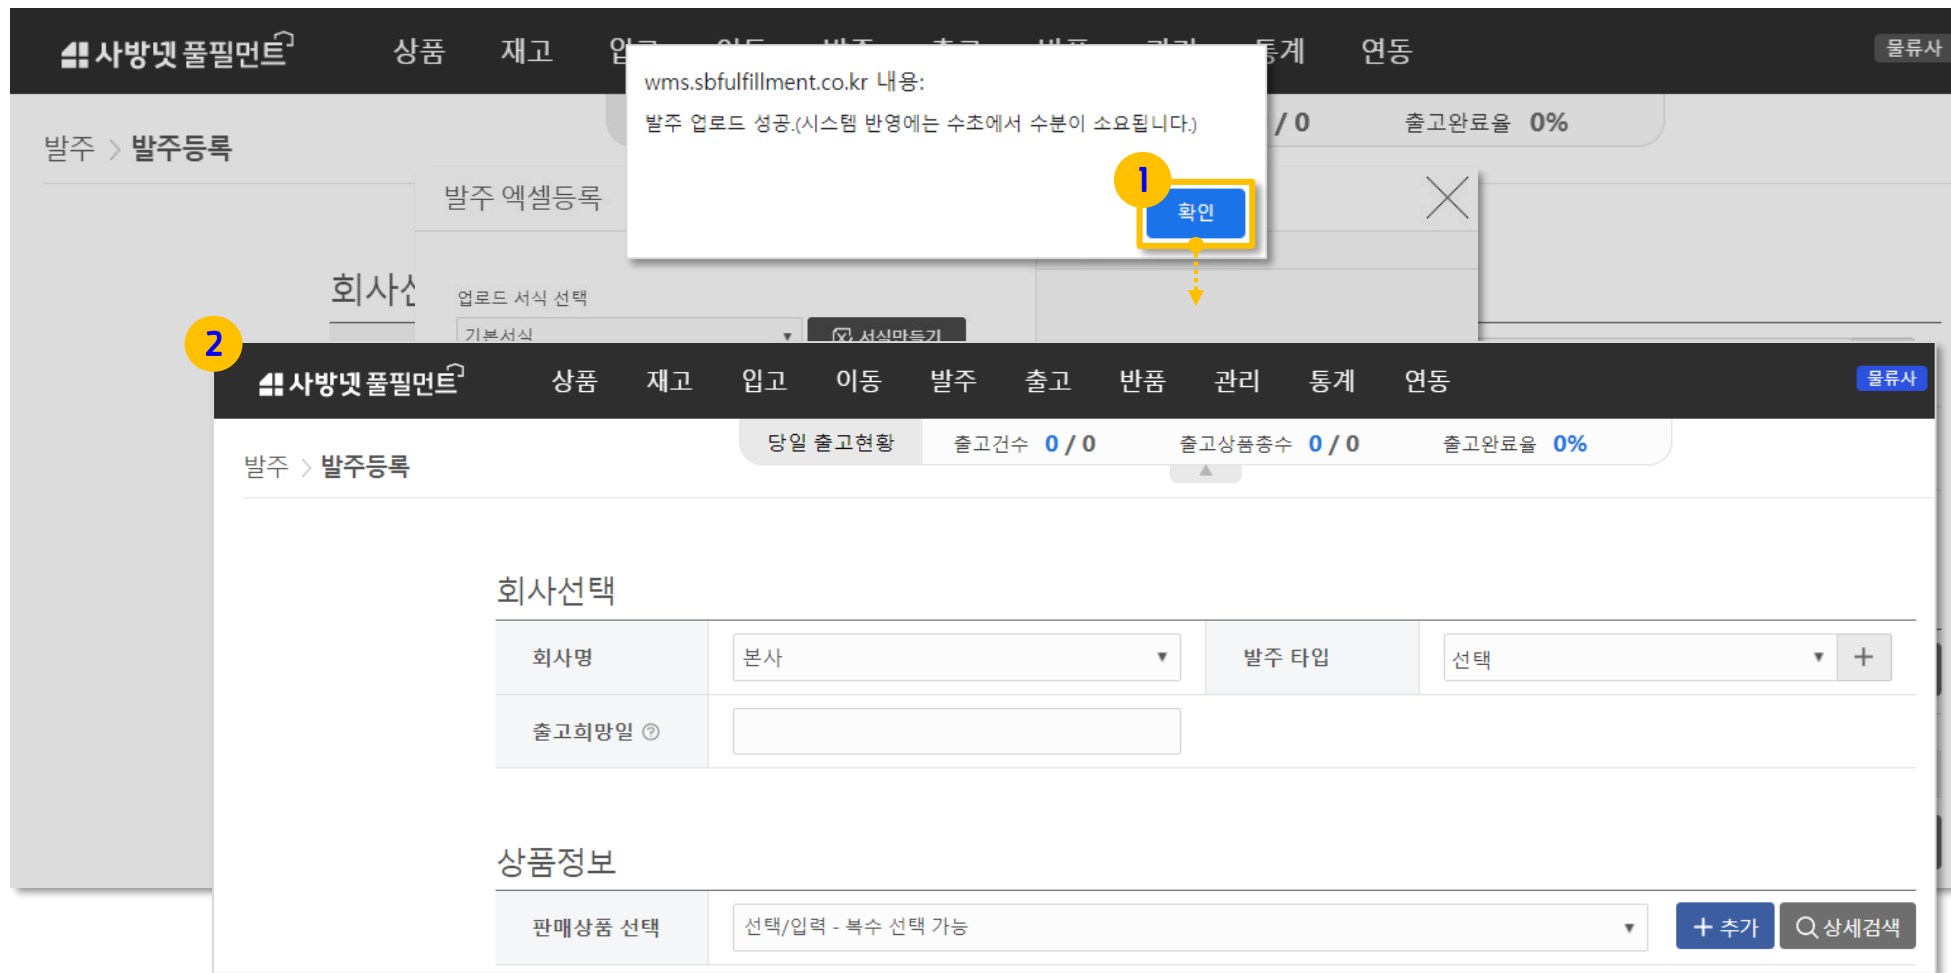 사방넷 풀필먼트
상품 재고 통계 연동
물류사
wms.sbfulfillment.co.kr 내용:
발주 업로드 성공.(시스템 반영에는 수초에서 수분이 소요됩니다.)
/ 0 출고완료율 0%
발주 > 발주등록
1
확인
발주 엑셀등록
회사선
업로드 서식 선택
기본서식 서식만들기
2
사방넷 풀필먼트 상품 재고 입고 이동 발주 출고 반품 관리 통계 연동 물류사
당일 출고현황 출고건수 0 / 0 출고상품총수 0 / 0 출고완료율 0%
발주 > 발주등록
회사선택
회사명 본사 발주 타입 선택 +
출고희망일 ?
상품정보
판매상품 선택 선택/입력 - 복수 선택 가능 + 추가 상세검색